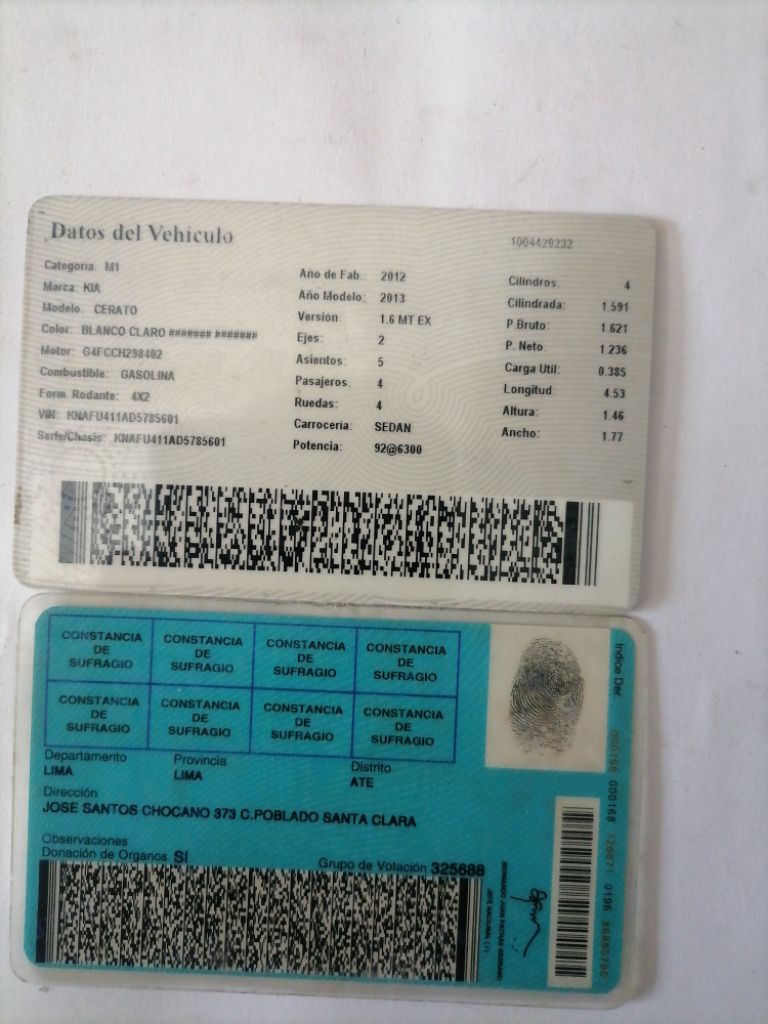 Datos del Vehículo
1004429232
Categoria: M1
Marca: KIA
Modelo: CERATO
Color: BLANCO CLARO ####### #######
Motor: G4FCCH298402
Combustible: GASOLINA
Form. Rodante: 4X2
VIN: KNAFU411AD5785601
Serie/Chasis: KNAFU411AD5785601
Año de Fab.: 2012
Año Modelo: 2013
Version: 1.6 MT EX
Ejes: 2
Asientos: 5
Pasajeros: 4
Ruedas: 4
Carroceria: SEDAN
Potencia: 92@6300
Cilindros: 4
Cilindrada: 1.591
P.Bruto: 1.621
P. Neto: 1.236
Carga Util: 0.385
Longitud: 4.53
Altura: 1.46
Ancho: 1.77
CONSTANCIA DE SUFRAGIO
CONSTANCIA DE SUFRAGIO
CONSTANCIA DE SUFRAGIO
CONSTANCIA DE SUFRAGIO
CONSTANCIA DE SUFRAGIO
CONSTANCIA DE SUFRAGIO
CONSTANCIA DE SUFRAGIO
CONSTANCIA DE SUFRAGIO
Indice Der.
Departamento
LIMA
Provincia
LIMA
Distrito
ATE
Dirección
JOSE SANTOS CHOCANO 373 C.POBLADO SANTA CLARA
Observaciones
Donación de Organos SI
Grupo de Votación 325688
JEFE NACIONAL